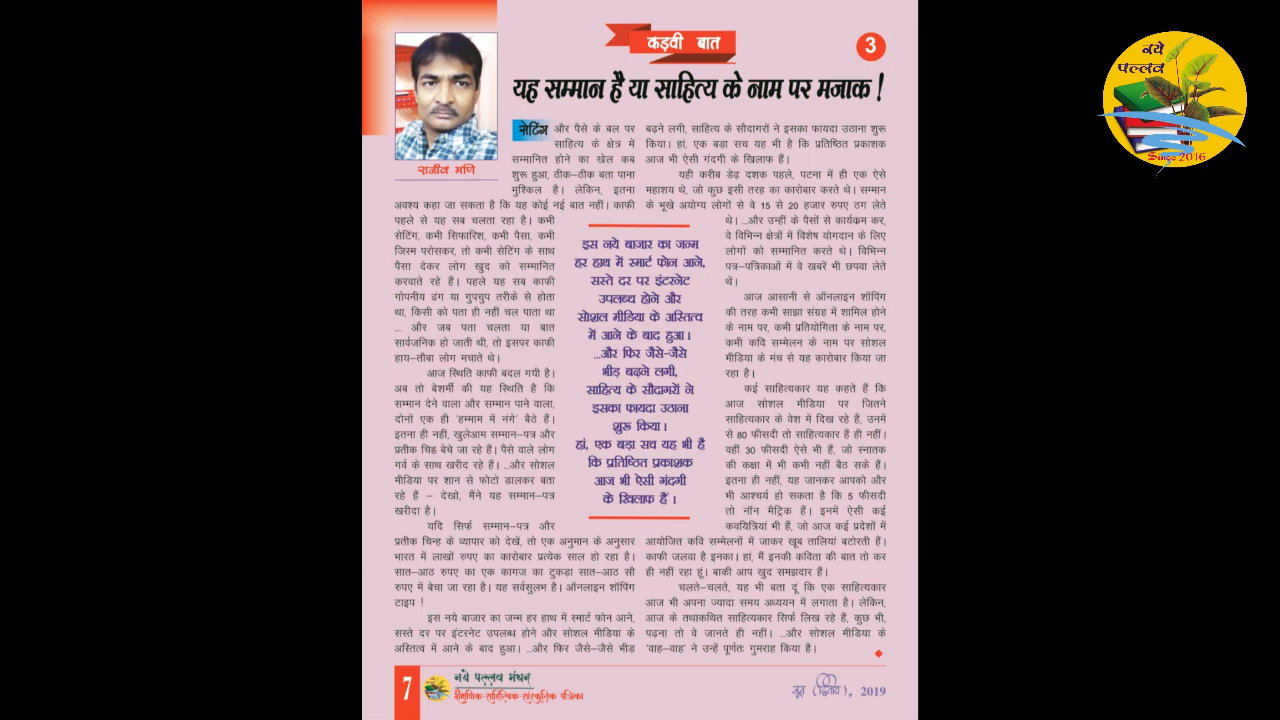 कड़वी बात
3
यह सम्मान है या साहित्य के नाम पर मजाक !
राजीव मणि
सेटिंग और पैसे के बल पर
साहित्य के क्षेत्र में
सम्मानित होने का खेल कब
शुरू हुआ, ठीक-ठीक बता पाना
मुश्किल है। लेकिन, इतना
अवश्य कहा जा सकता है कि यह कोई नई बात नहीं। काफी
पहले से यह सब चलता रहा है। कभी
सेटिंग, कभी सिफारिश, कभी पैसा, कभी
जिस्म परोसकर, तो कभी सेटिंग के साथ
पैसा देकर लोग खुद को सम्मानित
करवाते रहे हैं। पहले यह सब काफी
गोपनीय ढंग या गुपचुप तरीके से होता
था, किसी को पता ही नहीं चल पाता था
... और जब पता चलता या बात
सार्वजनिक हो जाती थी, तो इसपर काफी
हाय-तौबा लोग मचाते थे।
आज स्थिति काफी बदल गयी है।
अब तो बेशर्मी की यह स्थिति है कि
सम्मान देने वाला और सम्मान पाने वाला,
दोनों एक ही 'हम्माम में नंगे' बैठे हैं।
इतना ही नहीं, खुलेआम सम्मान-पत्र और
प्रतीक चिह्न बेचे जा रहे हैं। पैसे वाले लोग
गर्व के साथ खरीद रहे हैं। ...और सोशल
मीडिया पर शान से फोटो डालकर बता
रहे हैं - देखो, मैंने यह सम्मान-पत्र
खरीदा है।
यदि सिर्फ सम्मान-पत्र और
प्रतीक चिन्ह के व्यापार को देखें, तो एक अनुमान के अनुसार
भारत में लाखों रुपए का कारोबार प्रत्येक साल हो रहा है।
सात-आठ रुपए का एक कागज का टुकड़ा सात-आठ सौ
रुपए में बेचा जा रहा है। यह सर्वसुलभ है। ऑनलाइन शॉपिंग
टाइप !
इस नये बाजार का जन्म हर हाथ में स्मार्ट फोन आने,
सस्ते दर पर इंटरनेट उपलब्ध होने और सोशल मीडिया के
अस्तित्व में आने के बाद हुआ। ...और फिर जैसे-जैसे भीड़
इस नये बाजार का जन्म
हर हाथ में स्मार्ट फोन आने,
सस्ते दर पर इंटरनेट
उपलब्ध होने और
सोशल मीडिया के अस्तित्व
में आने के बाद हुआ।
...और फिर जैसे-जैसे
भीड़ बढ़ने लगी,
साहित्य के सौदागरों ने
इसका फायदा उठाना
शुरू किया।
हां, एक बड़ा सच यह भी है
कि प्रतिष्ठित प्रकाशक
आज भी ऐसी गंदगी
के खिलाफ हैं।
बढ़ने लगी, साहित्य के सौदागरों ने इसका फायदा उठाना शुरू
किया। हां, एक बड़ा सच यह भी है कि प्रतिष्ठित प्रकाशक
आज भी ऐसी गंदगी के खिलाफ हैं।
यही करीब डेढ़ दशक पहले, पटना में ही एक ऐसे
महाशय थे, जो कुछ इसी तरह का कारोबार करते थे। सम्मान
के भूखे अयोग्य लोगों से वे 15 से 20 हजार रुपए ठग लेते
थे। ...और उन्हीं के पैसों से कार्यक्रम कर,
वे विभिन्न क्षेत्रों में विशेष योगदान के लिए
लोगों को सम्मानित करते थे। विभिन्न
पत्र-पत्रिकाओं में वे खबरें भी छपवा लेते
थें।
आज आसानी से ऑनलाइन शॉपिंग
की तरह कभी साझा संग्रह में शामिल होने
के नाम पर, कभी प्रतियोगिता के नाम पर,
कभी कवि सम्मेलन के नाम पर सोशल
मीडिया के मंच से यह कारोबार किया जा
रहा है।
कई साहित्यकार यह कहते हैं कि
आज सोशल मीडिया पर जितने
साहित्यकार के वेश में दिख रहे हैं, उनमें
से 80 फीसदी तो साहित्यकार हैं ही नहीं।
वहीं 30 फीसदी ऐसे भी हैं, जो स्नातक
की कक्षा में भी कभी नहीं बैठ सके हैं।
इतना ही नहीं, यह जानकर आपको और
भी आश्चर्य हो सकता है कि 5 फीसदी
तो नॉन मैट्रिक हैं। इनमें ऐसी कई
कवयित्रियां भी हैं, जो आज कई प्रदेशों में
आयोजित कवि सम्मेलनों में जाकर खूब तालियां बटोरती हैं।
काफी जलवा है इनका। हां, मैं इनकी कविता की बात तो कर
ही नहीं रहा हूं। बाकी आप खुद समझदार हैं।
चलते-चलते, यह भी बता दूं कि एक साहित्यकार
आज भी अपना ज्यादा समय अध्ययन में लगाता है। लेकिन,
आज के तथाकथित साहित्यकार सिर्फ लिख रहे हैं, कुछ भी,
पढ़ना तो वे जानते ही नहीं। ...और सोशल मीडिया के
'वाह-वाह' ने उन्हें पूर्णतः गुमराह किया है।
7
नये पल्लव मंथन
शैक्षणिक-साहित्यिक-सांस्कृतिक पत्रिका
जून (द्वितीय), 2019
नये
पल्लव
Since 2016